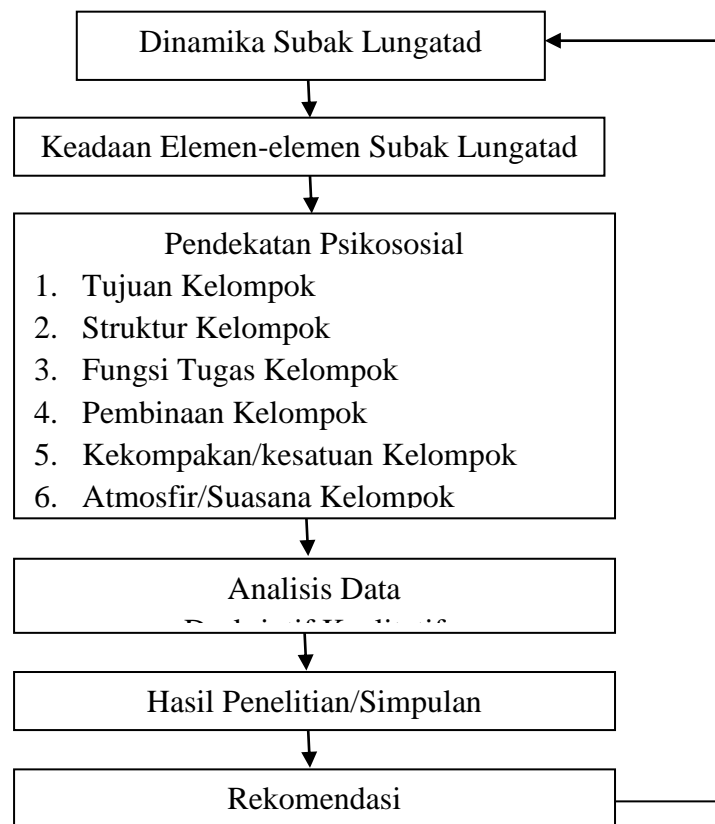 Dinamika Subak Lungatad
Keadaan Elemen-elemen Subak Lungatad
Pendekatan Psikososial
1. Tujuan Kelompok
2. Struktur Kelompok
3. Fungsi Tugas Kelompok
4. Pembinaan Kelompok
5. Kekompakan/kesatuan Kelompok
6. Atmosfir/Suasana Kelompok
Analisis Data
Hasil Penelitian/Simpulan
Rekomendasi